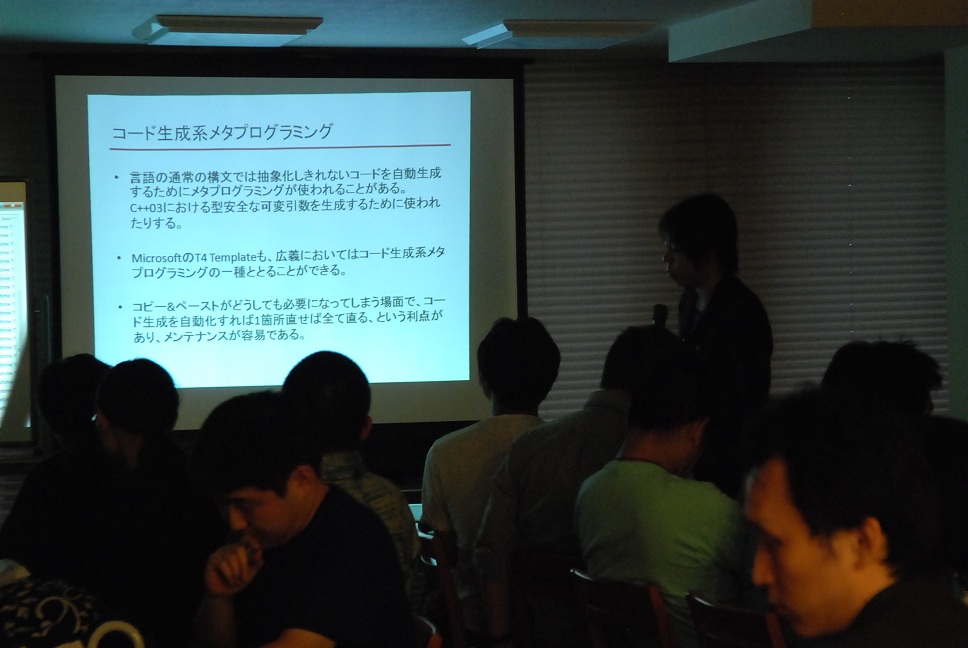 コード生成系メタプログラミング
• 言語の通常の構文では抽象化しきれないコードを自動生成
するためにメタプログラミングが使われることがある。
C++03における型安全な可変引数を生成するために使われ
たりする。
• MicrosoftのT4 Templateも、広義においてはコード生成系メタ
プログラミングの一種ととることができる。
• コピー&ペーストがどうしても必要になってしまう場面で、コー
ド生成を自動化すれば1箇所直せば全て直る、という利点が
あり、メンテナンスが容易である。